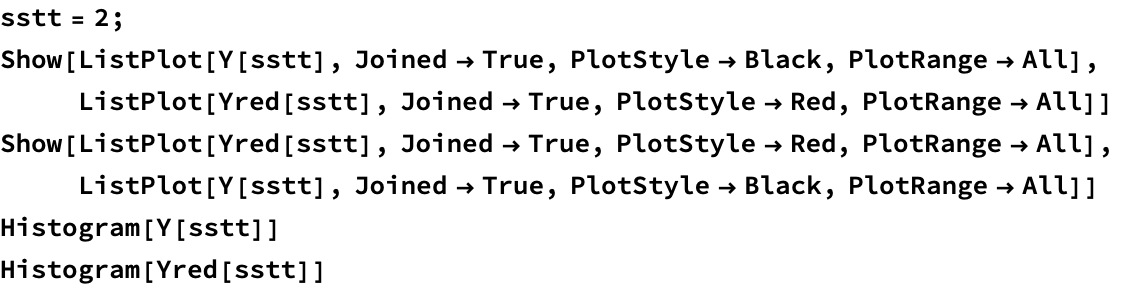 sstt = 2;
Show[ListPlot[Y[sstt], Joined → True, PlotStyle → Black, PlotRange → All],
ListPlot[Yred[sstt], Joined → True, PlotStyle → Red, PlotRange → All]]
Show[ListPlot[Yred[sstt], Joined → True, PlotStyle → Red, PlotRange → All],
ListPlot[Y[sstt], Joined → True, PlotStyle → Black, PlotRange → All]]
Histogram[Y[sstt]]
Histogram[Yred[sstt]]